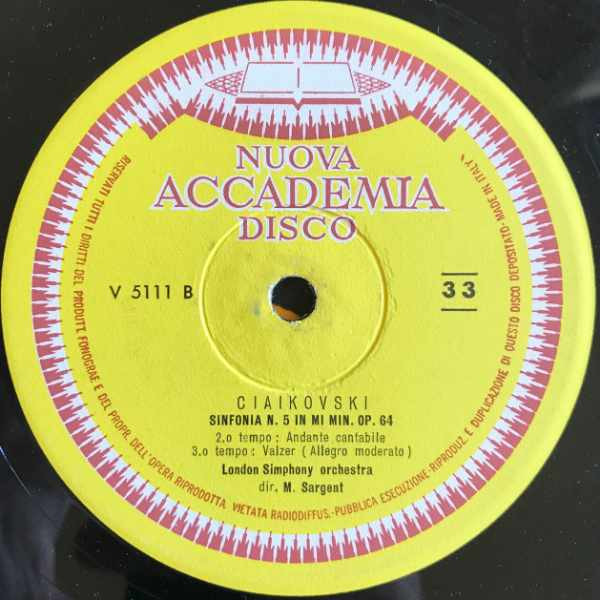 NUOVA
ACCADEMIA
DISCO
V 5111 B
33
CIAIKOVSKI
SINFONIA N. 5 IN MI MIN. OP. 64
2.o tempo: Andante cantabile
3.o tempo: Valzer (Allegro moderato)
London Simphony orchestra
dir. M. Sargent
RISERVATI TUTTI I DIRITTI DEL PRODUTT. FONOGRAF. E DEL PROPR. DELL'OPERA RIPRODOTTA VIETATA RADIODIFFUS.-PUBBLICA ESECUZIONE-RIPRODUZ. E DUPLICAZIONE DI QUESTO DISCO DEPOSITATO-MADE IN ITALY